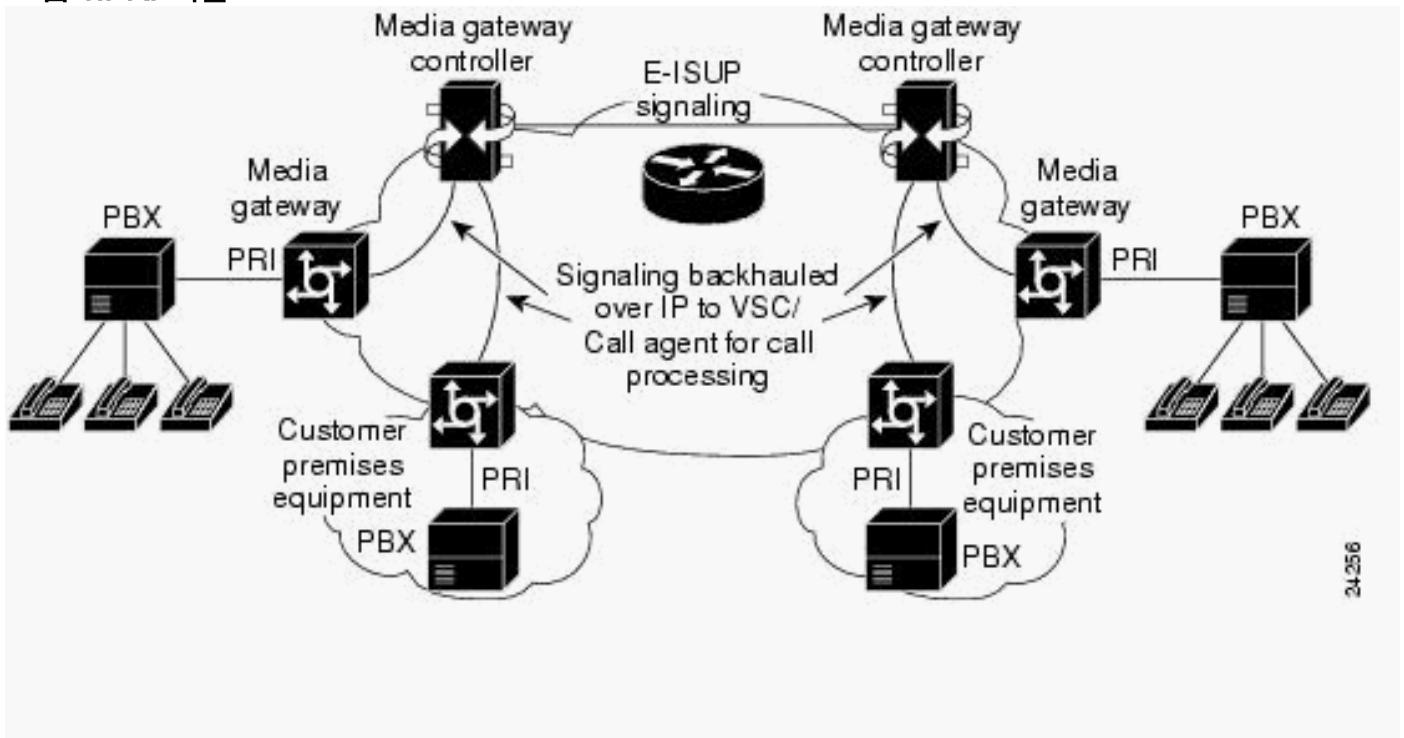 Media gateway
controller
Media gateway
controller
E-ISUP
signaling
Media
gateway
Media
gateway
PBX
PBX
PRI
PRI
Signaling backhauled
over IP to VSC/
Call agent for call
processing
Customer
premises
equipment
Customer
premises
equipment
PRI
PRI
PBX
PBX
24256